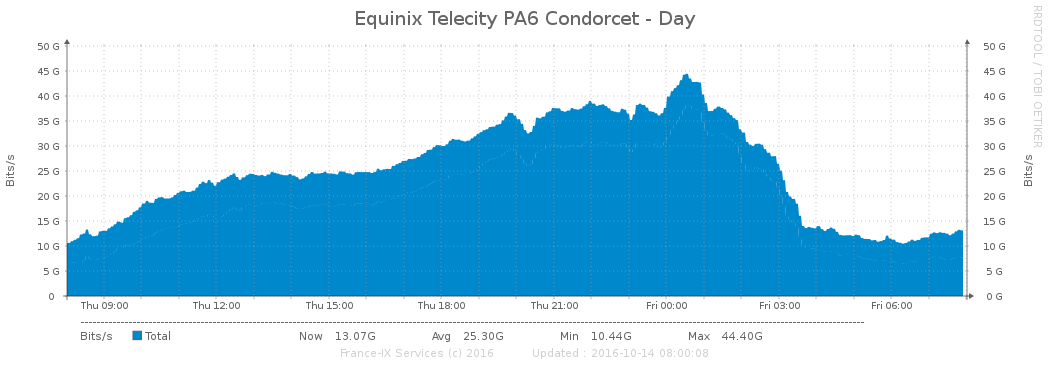 Equinix Telecity PA6 Condorcet - Day
RRDTOOL / TOBI OETIKER
Bits/s
50 G 50 G
45 G 45 G
40 G 40 G
35 G 35 G
30 G 30 G
25 G 25 G
20 G 20 G
15 G 15 G
10 G 10 G
5 G 5 G
0 0 G
Bits/s
Thu 09:00 Thu 12:00 Thu 15:00 Thu 18:00 Thu 21:00 Fri 00:00 Fri 03:00 Fri 06:00
Bits/s Total Now 13.07G Avg 25.30G Min 10.44G Max 44.40G
France-IX Services (c) 2016 Updated : 2016-10-14 08:00:08